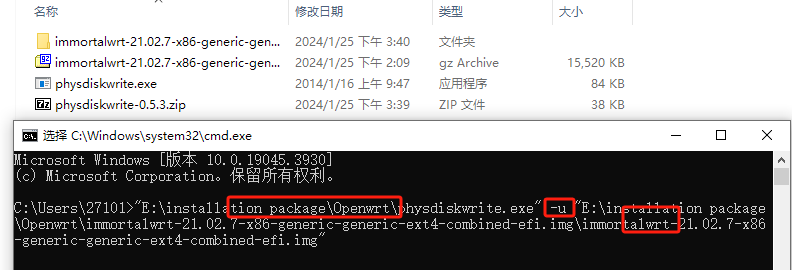 名称 修改日期 类型 大小
immortalwrt-21.02.7-x86-generic-gen... 2024/1/25 下午 3:40 文件夹
immortalwrt-21.02.7-x86-generic-gen... 2024/1/25 下午 2:09 gz Archive 15,520 KB
physdiskwrite.exe 2014/1/16 上午 9:47 应用程序 84 KB
physdiskwrite-0.5.3.zip 2024/1/25 下午 3:39 ZIP 文件 38 KB
选择 C:\Windows\system32\cmd.exe
Microsoft Windows [版本 10.0.19045.3930]
(c) Microsoft Corporation。保留所有权利。
C:\Users\27101>"E:\installation package\Openwrt\physdiskwrite.exe" -u "E:\installation package
\Openwrt\immortalwrt-21.02.7-x86-generic-generic-ext4-combined-efi.img\immortalwrt-21.02.7-x86
-generic-generic-ext4-combined-efi.img"